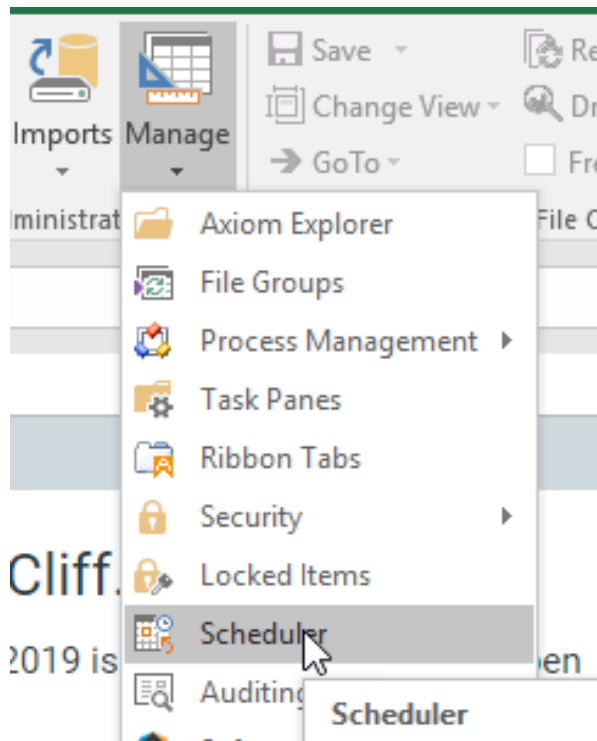 Imports
Manage
Save
Change View
GoTo
File Groups
Axiom Explorer
Process Management
Task Panes
Ribbon Tabs
Security
Cliff.
Locked Items
Scheduler
2019 is
Auditing
Scheduler